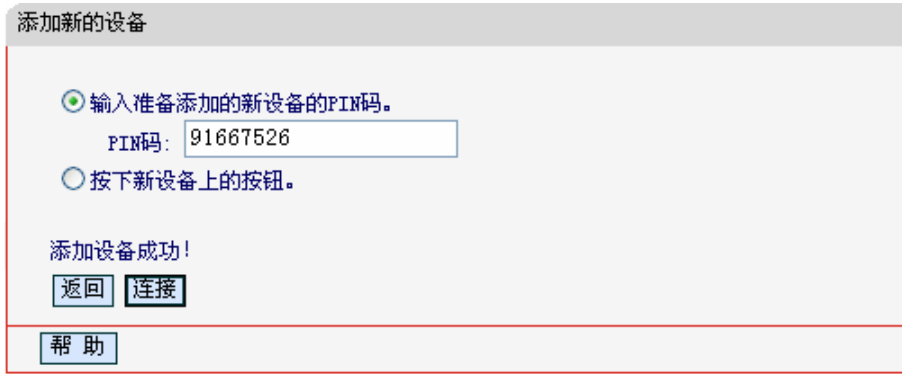 添加新的设备
输入准备添加的新设备的PIN码。
PIN码: 91667526
按下新设备上的按钮。
添加设备成功!
返回 连接
帮 助